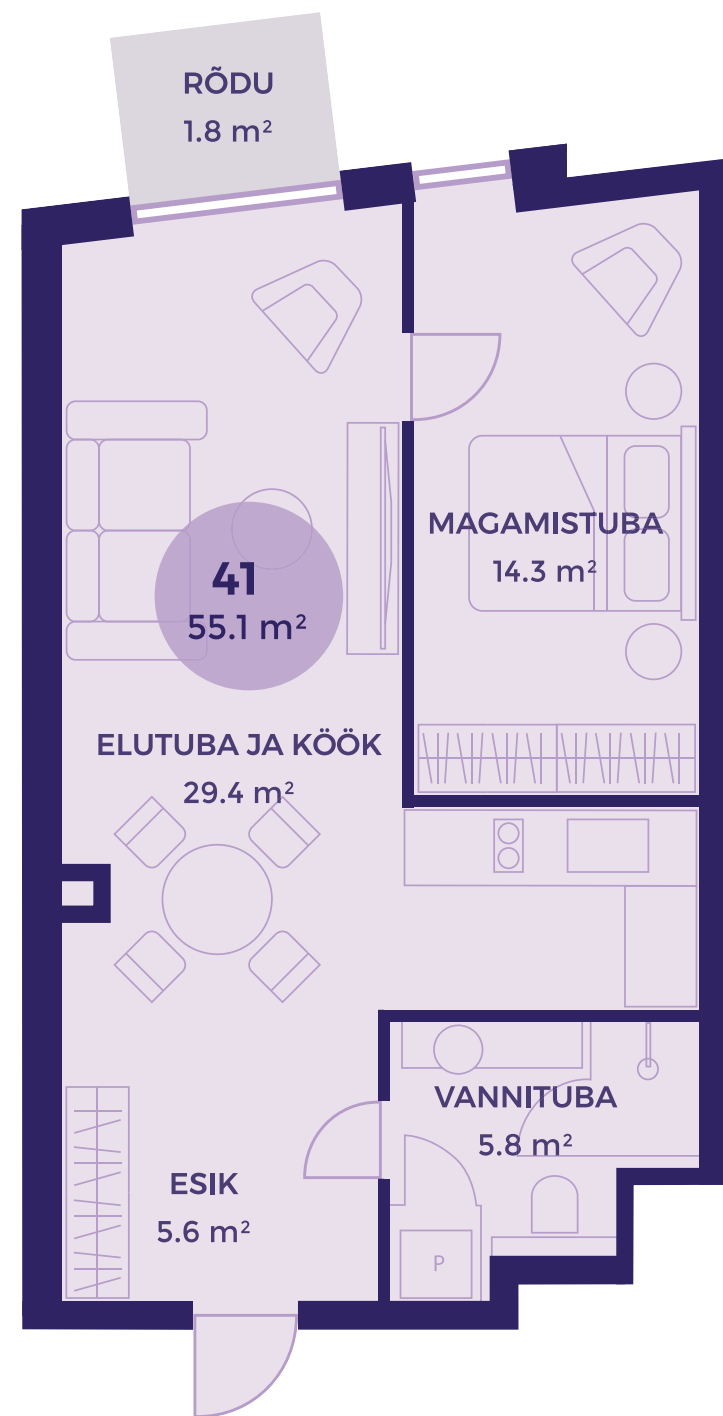 RÕDU
1.8 m²
MAGAMISTUBA
14.3 m²
41
55.1 m²
ELUTUBA JA KÖÖK
29.4 m²
VANNITUBA
5.8 m²
ESIK
5.6 m²
P